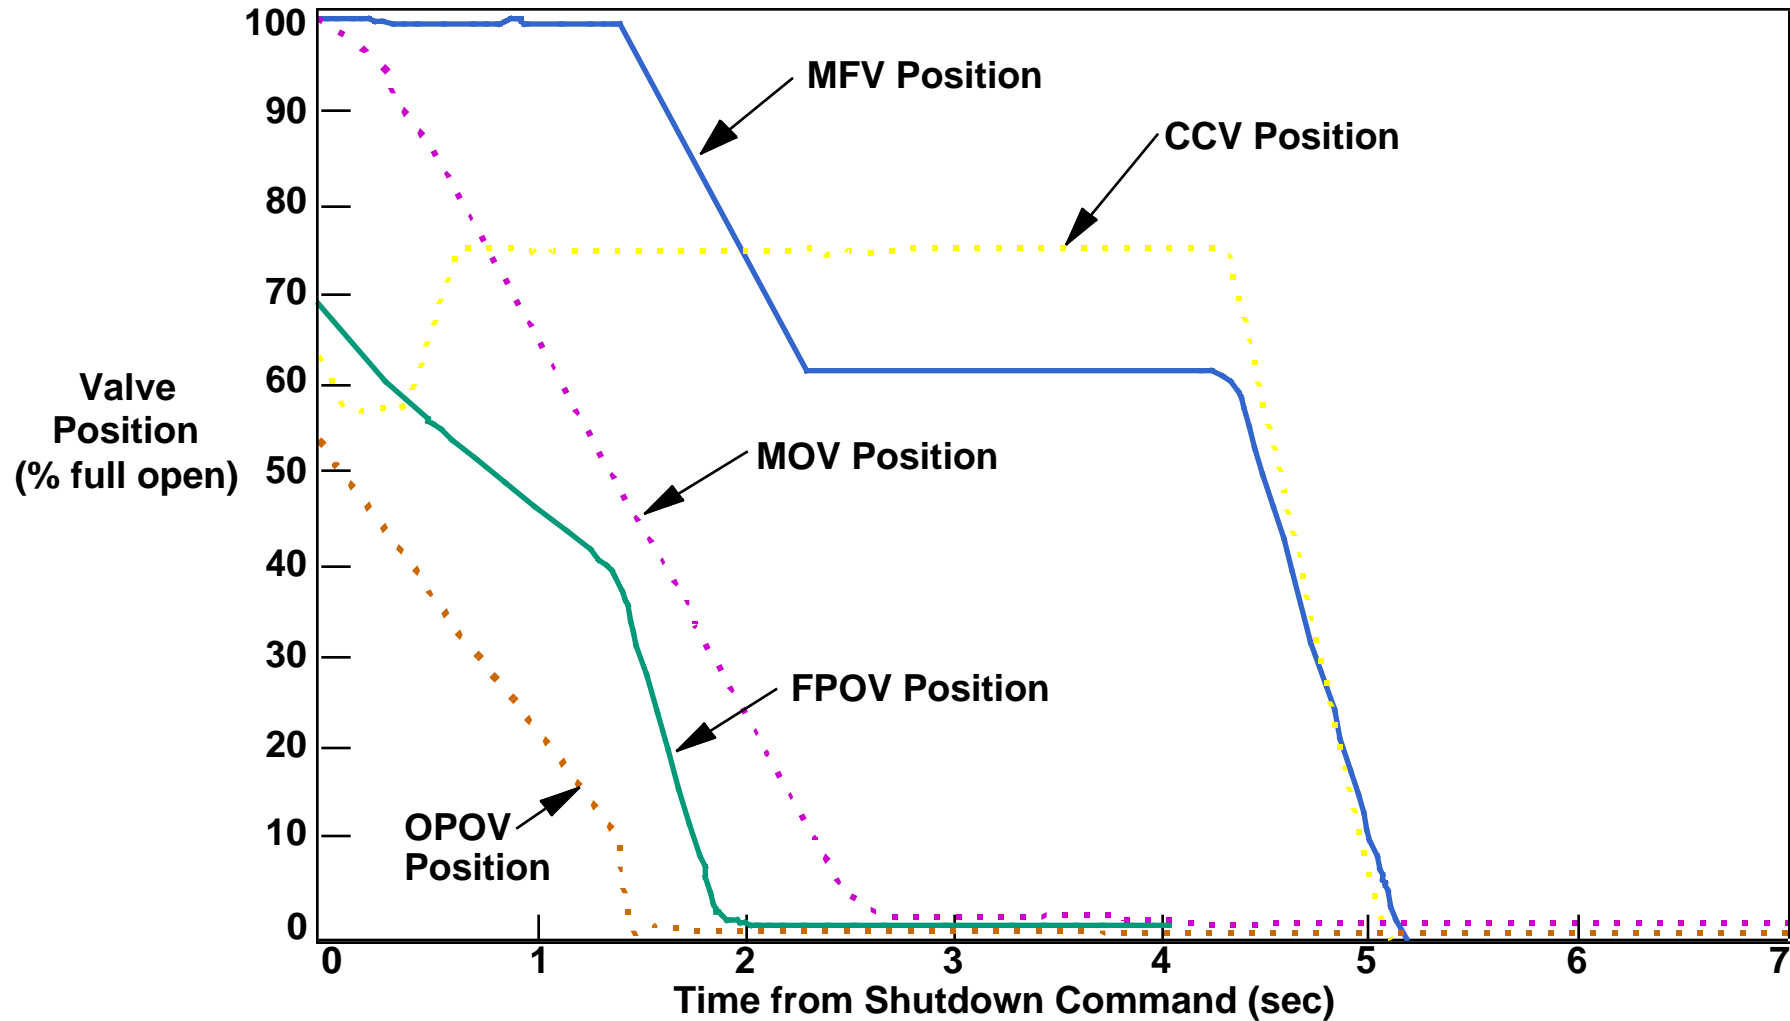 100
90
80
70
60
50
40
30
20
10
0
Valve
Position
(% full open)
MFV Position
CCV Position
MOV Position
FPOV Position
OPOV
Position
0 1 2 3 4 5 6 7
Time from Shutdown Command (sec)